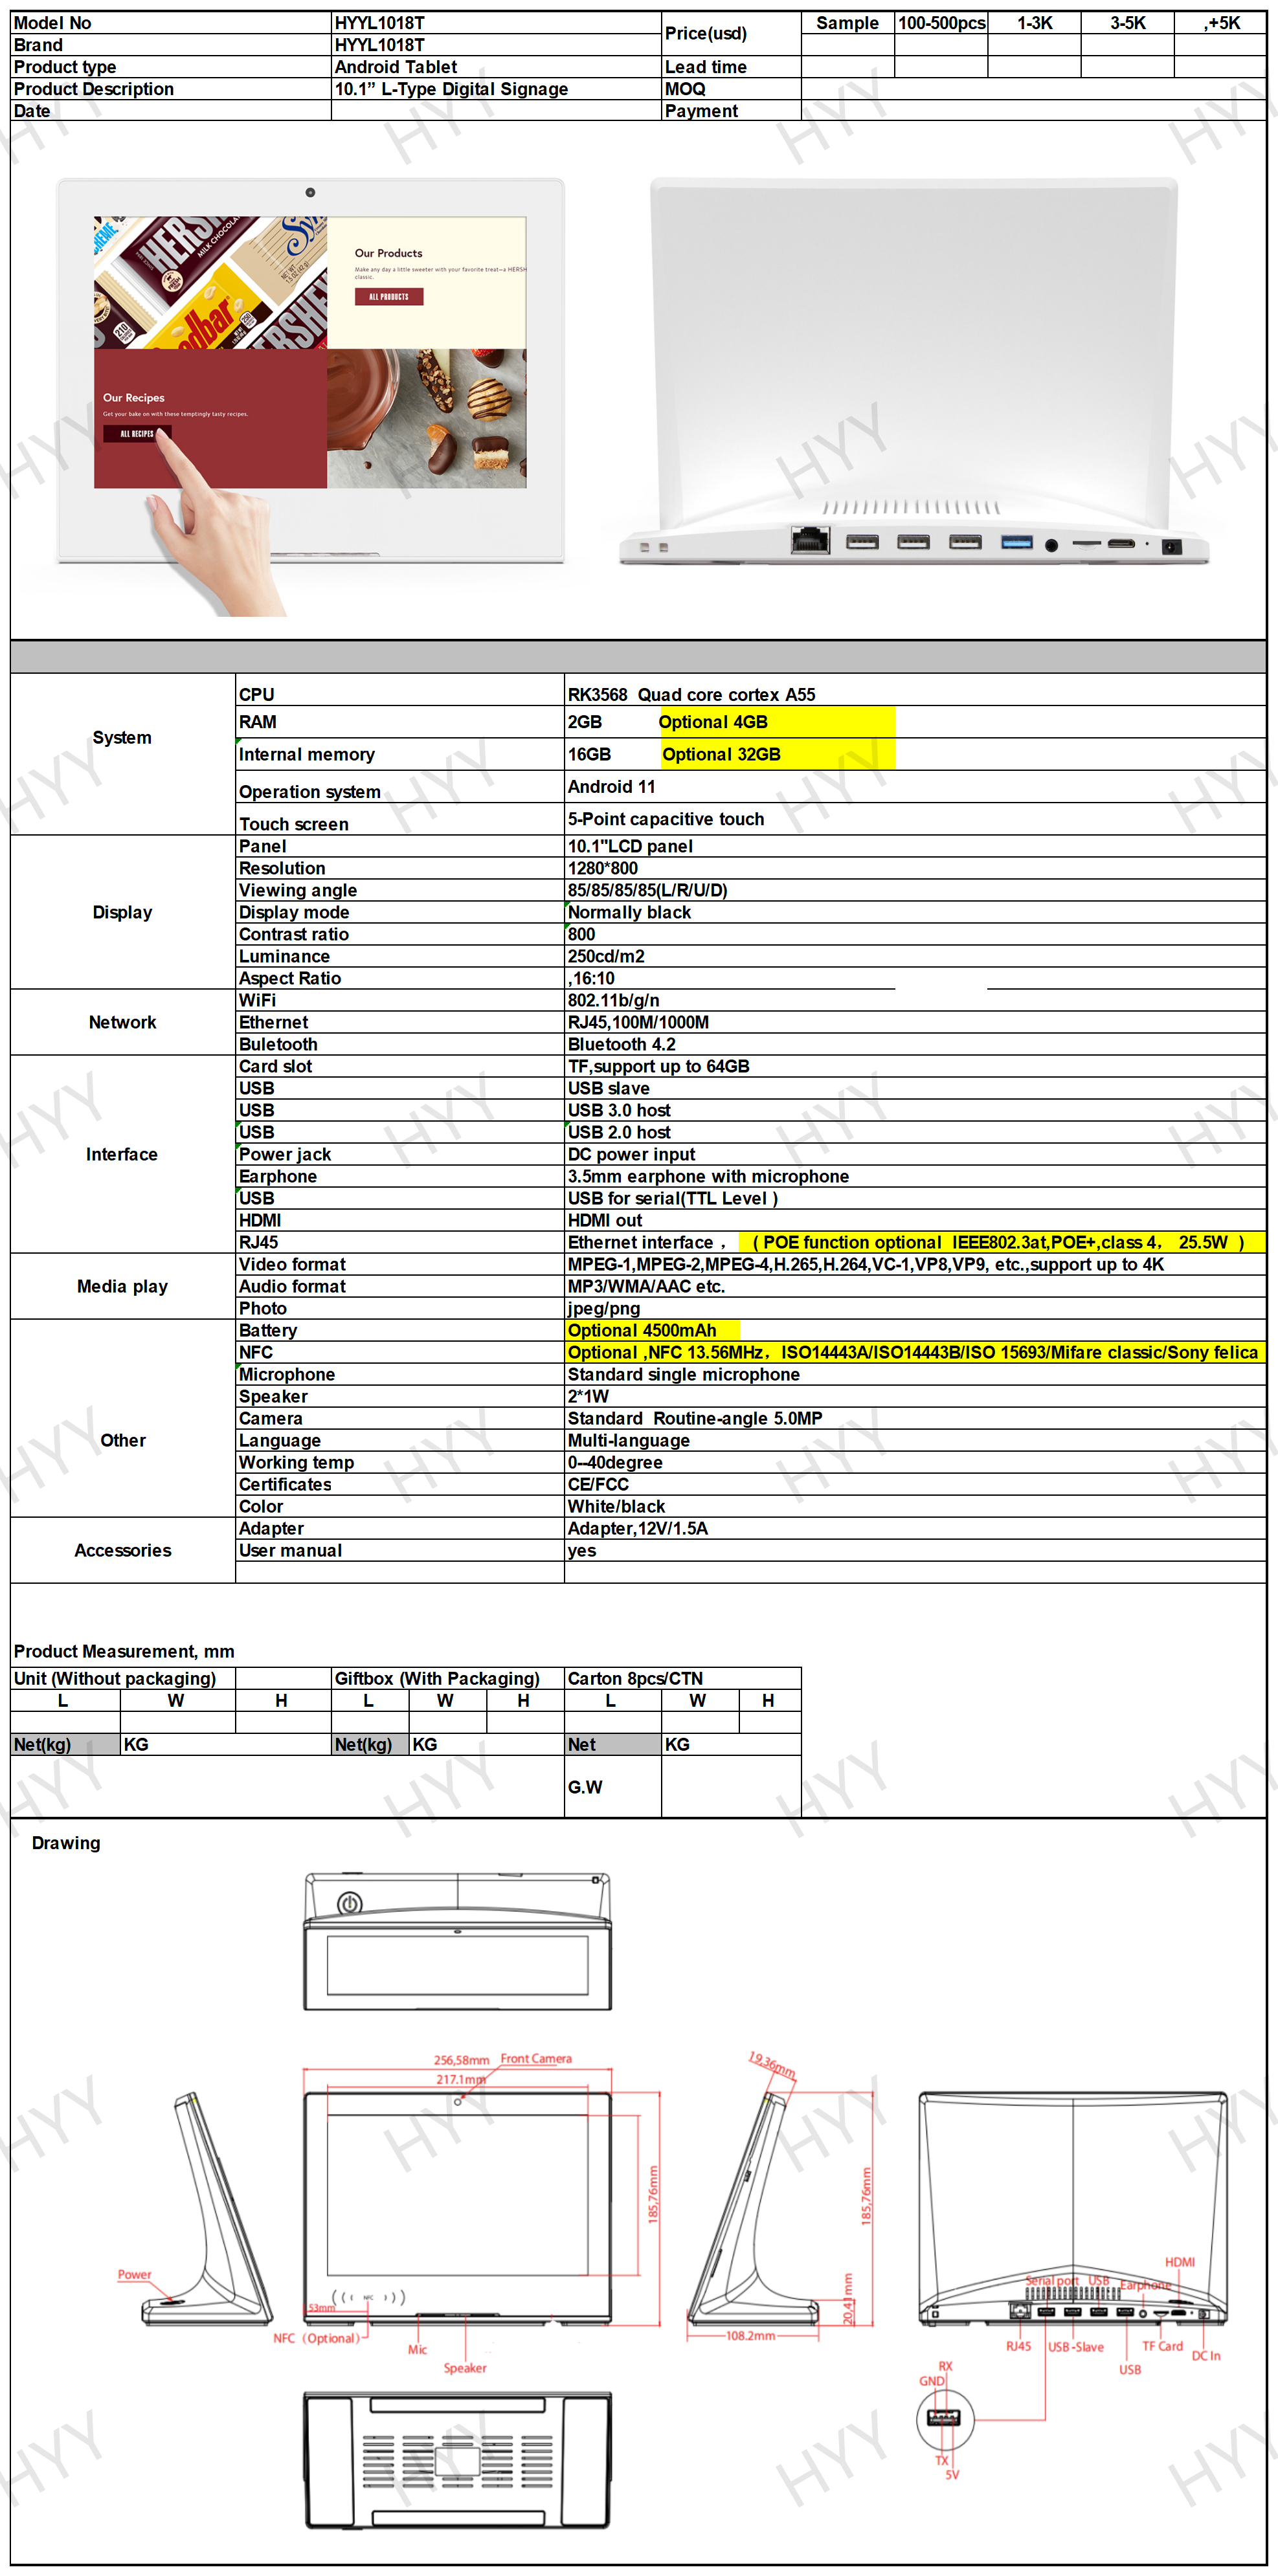 Model No HYYL1018T Price(usd) Sample 100-500pcs 1-3K 3-5K ,+5K
Brand HYYL1018T
Product type Android Tablet Lead time
Product Description 10.1” L-Type Digital Signage MOQ
Date Payment
HERSH
MILK CHOCOLA
Our Products
Make any day a little sweeter with your favorite treat—a HERSH
classic.
ALL PRODUCTS
Our Recipes
Get your bake on with these temptingly tasty recipes.
ALL RECIPES
System
CPU RK3568 Quad core cortex A55
RAM 2GB Optional 4GB
Internal memory 16GB Optional 32GB
Operation system Android 11
Touch screen 5-Point capacitive touch
Display
Panel 10.1"LCD panel
Resolution 1280*800
Viewing angle 85/85/85/85(L/R/U/D)
Display mode Normally black
Contrast ratio 800
Luminance 250cd/m2
Aspect Ratio ,16:10
Network
WiFi 802.11b/g/n
Ethernet RJ45,100M/1000M
Buletooth Bluetooth 4.2
Interface
Card slot TF,support up to 64GB
USB USB slave
USB USB 3.0 host
USB USB 2.0 host
Power jack DC power input
Earphone 3.5mm earphone with microphone
USB USB for serial(TTL Level )
HDMI HDMI out
RJ45 Ethernet interface， ( POE function optional IEEE802.3at,POE+,class 4， 25.5W )
Media play
Video format MPEG-1,MPEG-2,MPEG-4,H.265,H.264,VC-1,VP8,VP9, etc.,support up to 4K
Audio format MP3/WMA/AAC etc.
Photo jpeg/png
Other
Battery Optional 4500mAh
NFC Optional ,NFC 13.56MHz，ISO14443A/ISO14443B/ISO 15693/Mifare classic/Sony felica
Microphone Standard single microphone
Speaker 2*1W
Camera Standard Routine-angle 5.0MP
Language Multi-language
Working temp 0--40degree
Certificates CE/FCC
Color White/black
Accessories
Adapter Adapter,12V/1.5A
User manual yes
Product Measurement, mm
Unit (Without packaging) Giftbox (With Packaging) Carton 8pcs/CTN
L W H L W H L W H
Net(kg) KG Net(kg) KG Net KG
G.W
Drawing
256,58mm Front Camera
217.1mm
19,36mm
185,76mm
185,76mm
Power
NFC
53mm
NFC（Optional）
Mic
Speaker
20,41mm
108.2mm
HDMI
Serial port USB Earphone
RJ45 USB-Slave USB TF Card DC In
RX
GND
TX
5V
HYY